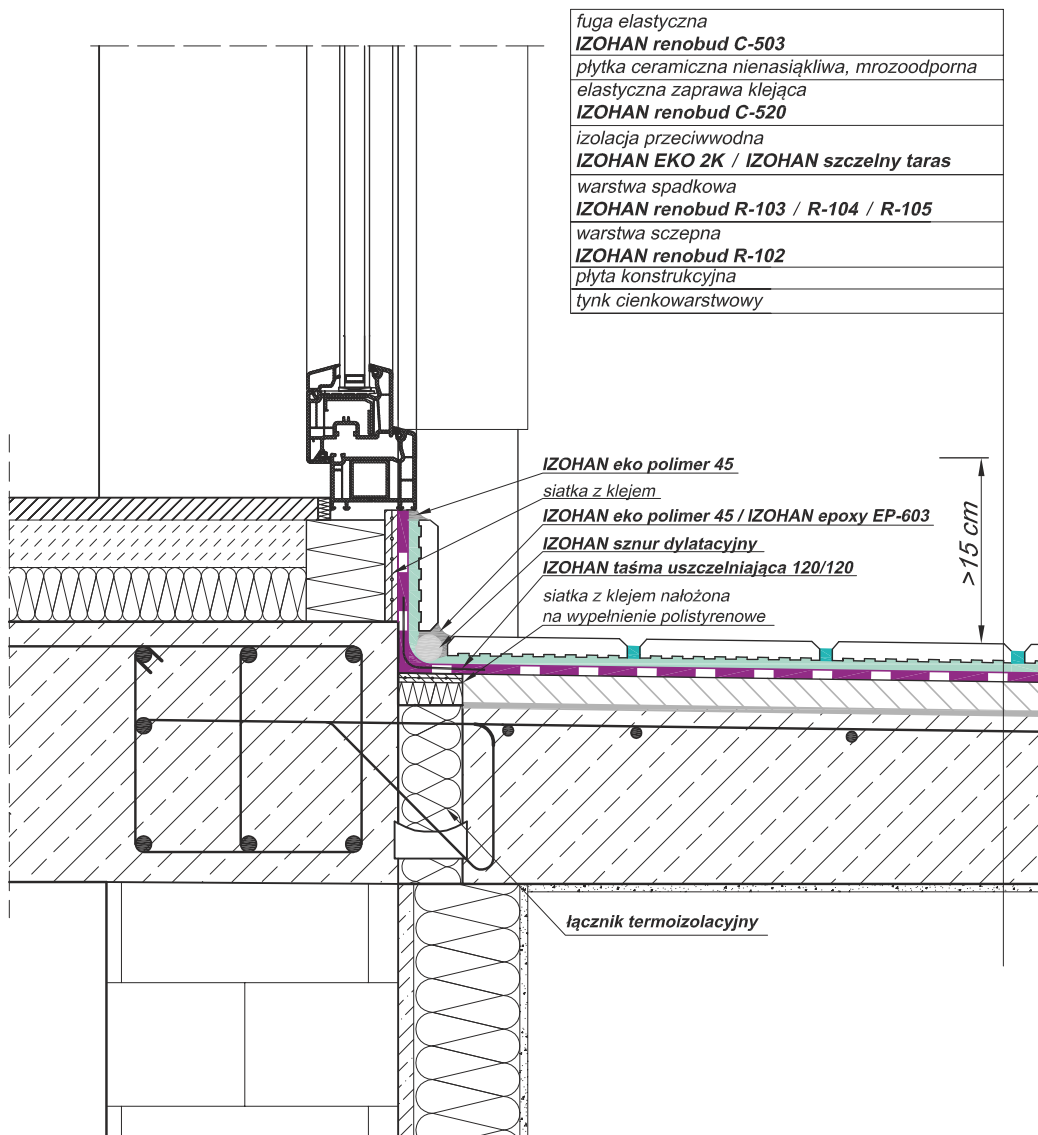 fuga elastyczna
IZOHAN renobud C-503
płytka ceramiczna nienasiąkliwa, mrozoodporna
elastyczna zaprawa klejąca
IZOHAN renobud C-520
izolacja przeciwwodna
IZOHAN EKO 2K / IZOHAN szczelny taras
warstwa spadkowa
IZOHAN renobud R-103 / R-104 / R-105
warstwa sczepna
IZOHAN renobud R-102
płyta konstrukcyjna
tynk cienkowarstwowy
IZOHAN eko polimer 45
siatka z klejem
IZOHAN eko polimer 45 / IZOHAN epoxy EP-603
IZOHAN sznur dylatacyjny
IZOHAN taśma uszczelniająca 120/120
siatka z klejem nałożona
na wypełnienie polistyrenowe
>15 cm
łącznik termoizolacyjny